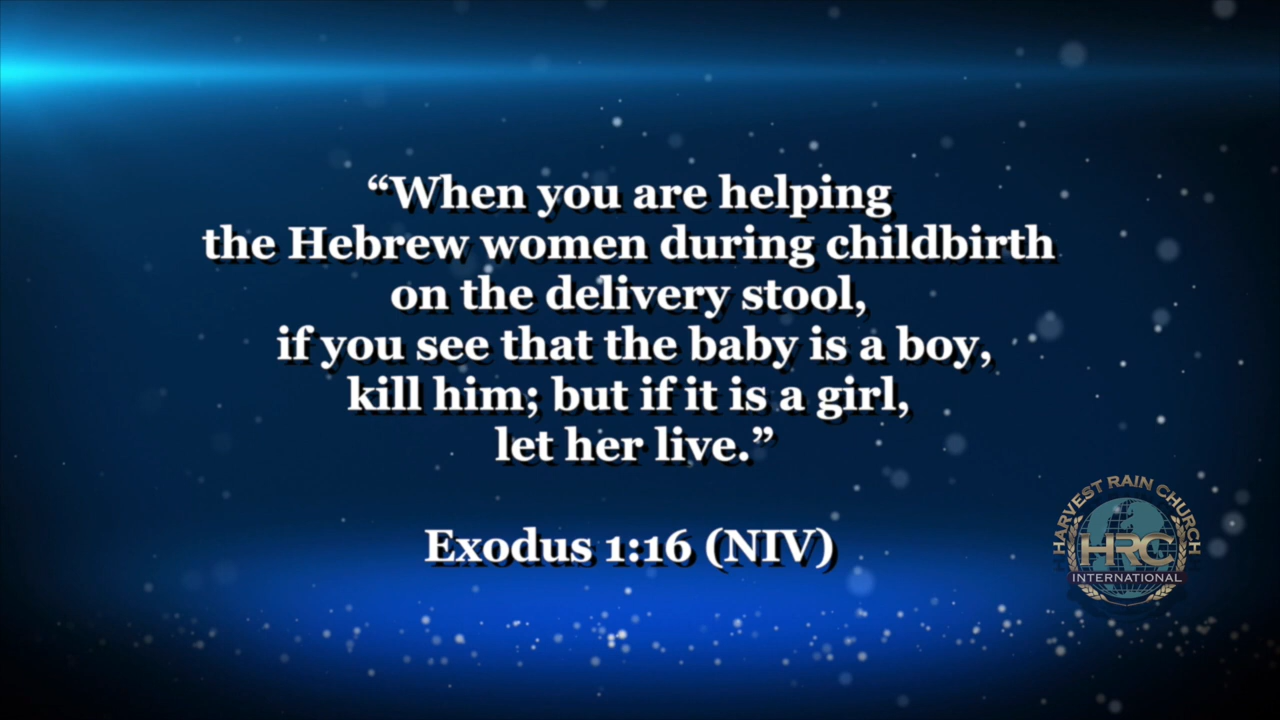 “When you are helping
the Hebrew women during childbirth
on the delivery stool,
if you see that the baby is a boy,
kill him; but if it is a girl,
let her live.”
Exodus 1:16 (NIV)
HARVEST RAIN CHURCH
HRC
INTERNATIONAL